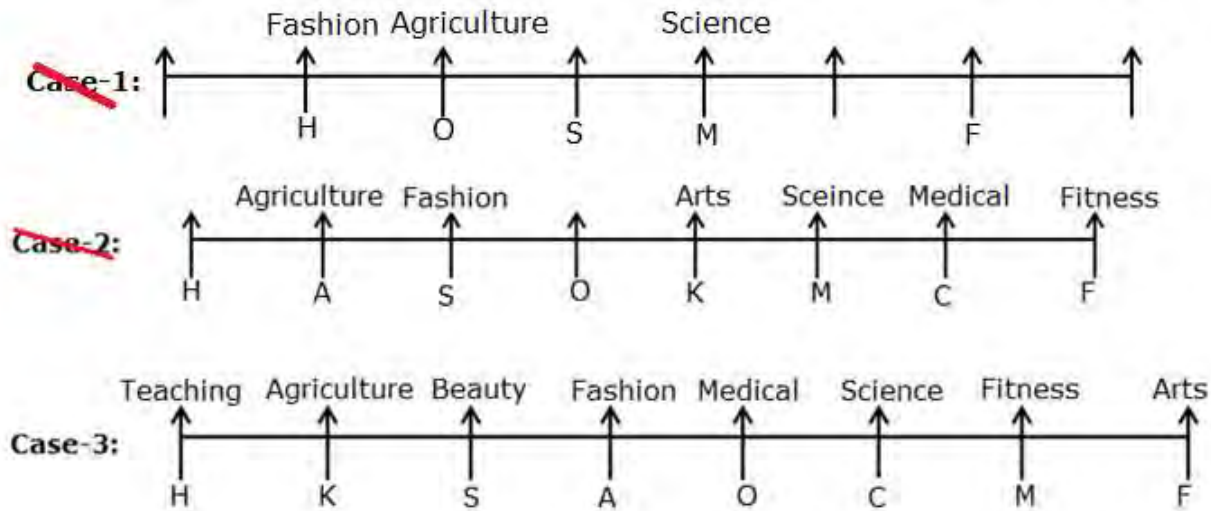 Fashion Agriculture Science
Case-1:
H O S M F
Agriculture Fashion Arts Sceince Medical Fitness
Case-2:
H A S O K M C F
Teaching Agriculture Beauty Fashion Medical Science Fitness Arts
Case-3:
H K S A O C M F